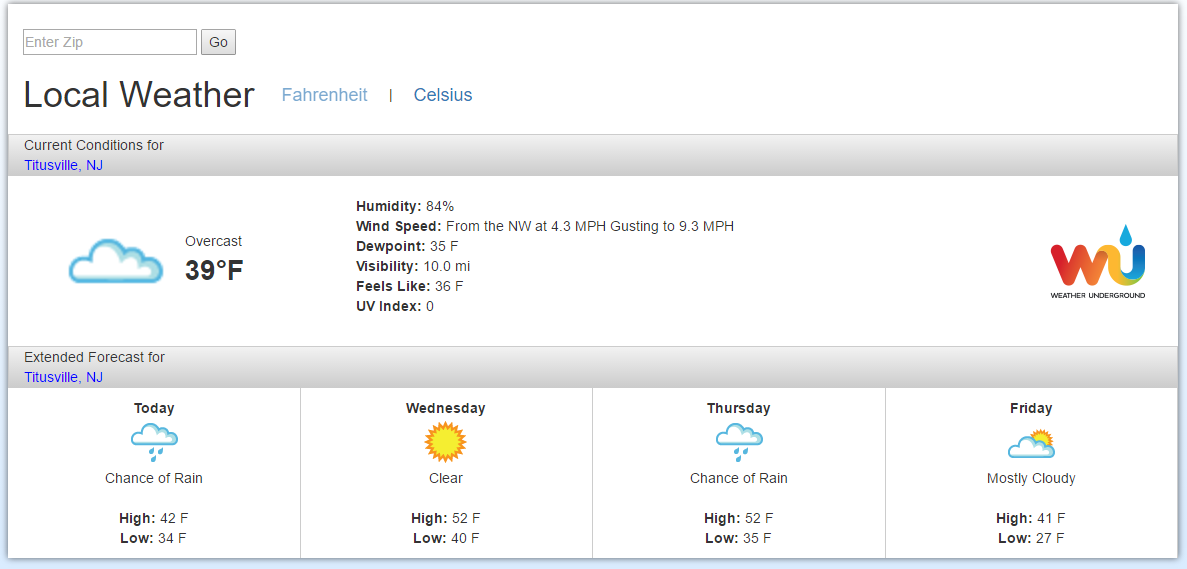 Enter Zip
Go
Local Weather
Fahrenheit | Celsius
Current Conditions for
Titusville, NJ
Overcast
39°F
Humidity: 84%
Wind Speed: From the NW at 4.3 MPH Gusting to 9.3 MPH
Dewpoint: 35 F
Visibility: 10.0 mi
Feels Like: 36 F
UV Index: 0
WU
WEATHER UNDERGROUND
Extended Forecast for
Titusville, NJ
Today
Chance of Rain
High: 42 F
Low: 34 F
Wednesday
Clear
High: 52 F
Low: 40 F
Thursday
Chance of Rain
High: 52 F
Low: 35 F
Friday
Mostly Cloudy
High: 41 F
Low: 27 F